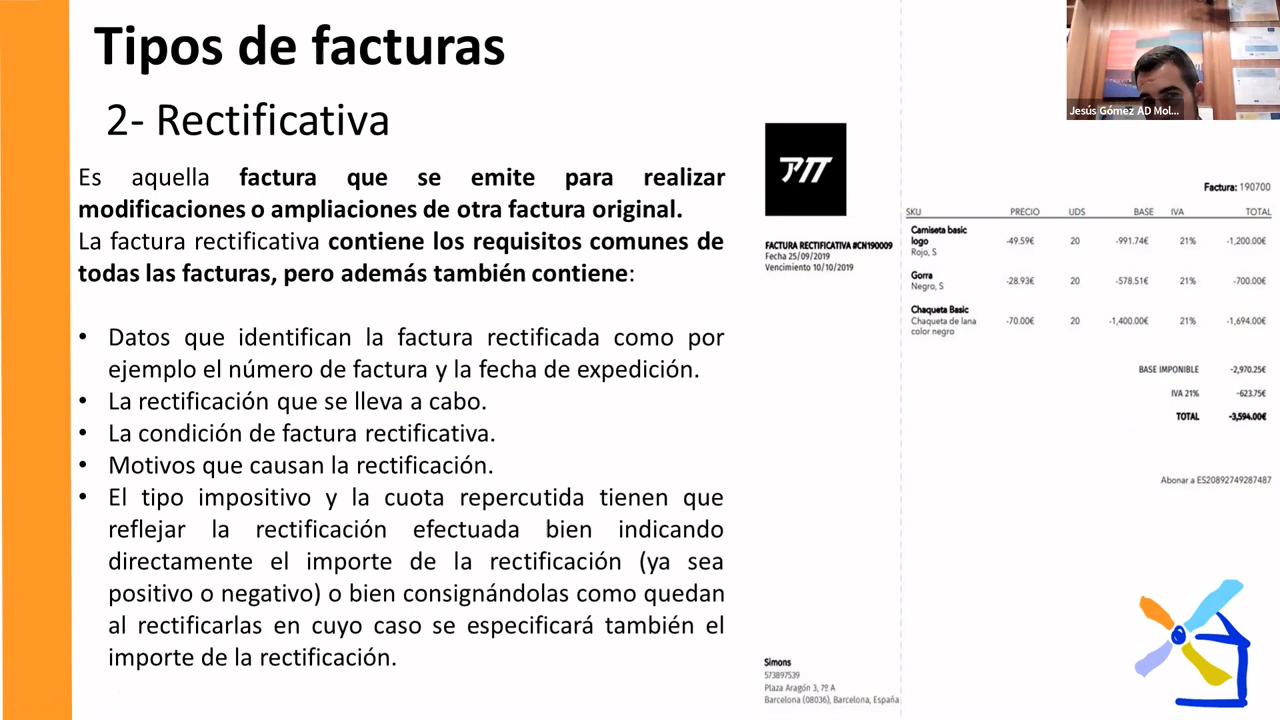 Tipos de facturas
2- Rectificativa
Es aquella factura que se emite para realizar
modificaciones o ampliaciones de otra factura original.
La factura rectificativa contiene los requisitos comunes de
todas las facturas, pero además también contiene:
• Datos que identifican la factura rectificada como por
ejemplo el número de factura y la fecha de expedición.
• La rectificación que se lleva a cabo.
• La condición de factura rectificativa.
• Motivos que causan la rectificación.
• El tipo impositivo y la cuota repercutida tienen que
reflejar la rectificación efectuada bien indicando
directamente el importe de la rectificación (ya sea
positivo o negativo) o bien consignándolas como quedan
al rectificarlas en cuyo caso se especificará también el
importe de la rectificación.
FACTURA RECTIFICATIVA #CN190009
Fecha 25/09/2019
Vencimiento 10/10/2019
Simons
573897539
Plaza Aragón 3, 7º A
Barcelona (08036), Barcelona, España
Jesús Gómez AD Mol...
Factura: 190700
SKU PRECIO UDS BASE IVA TOTAL
Camiseta basic
logo
Rojo, S
-49.59€ 20 -991.74€ 21% -1,200.00€
Gorra
Negro, S
-28.93€ 20 -578.51€ 21% -700.00€
Chaqueta Basic
Chaqueta de lana
color negro
-70.00€ 20 -1,400.00€ 21% -1,694.00€
BASE IMPONIBLE -2,970.25€
IVA 21% -623.75€
TOTAL -3,594.00€
Abonar a ES20892749287487